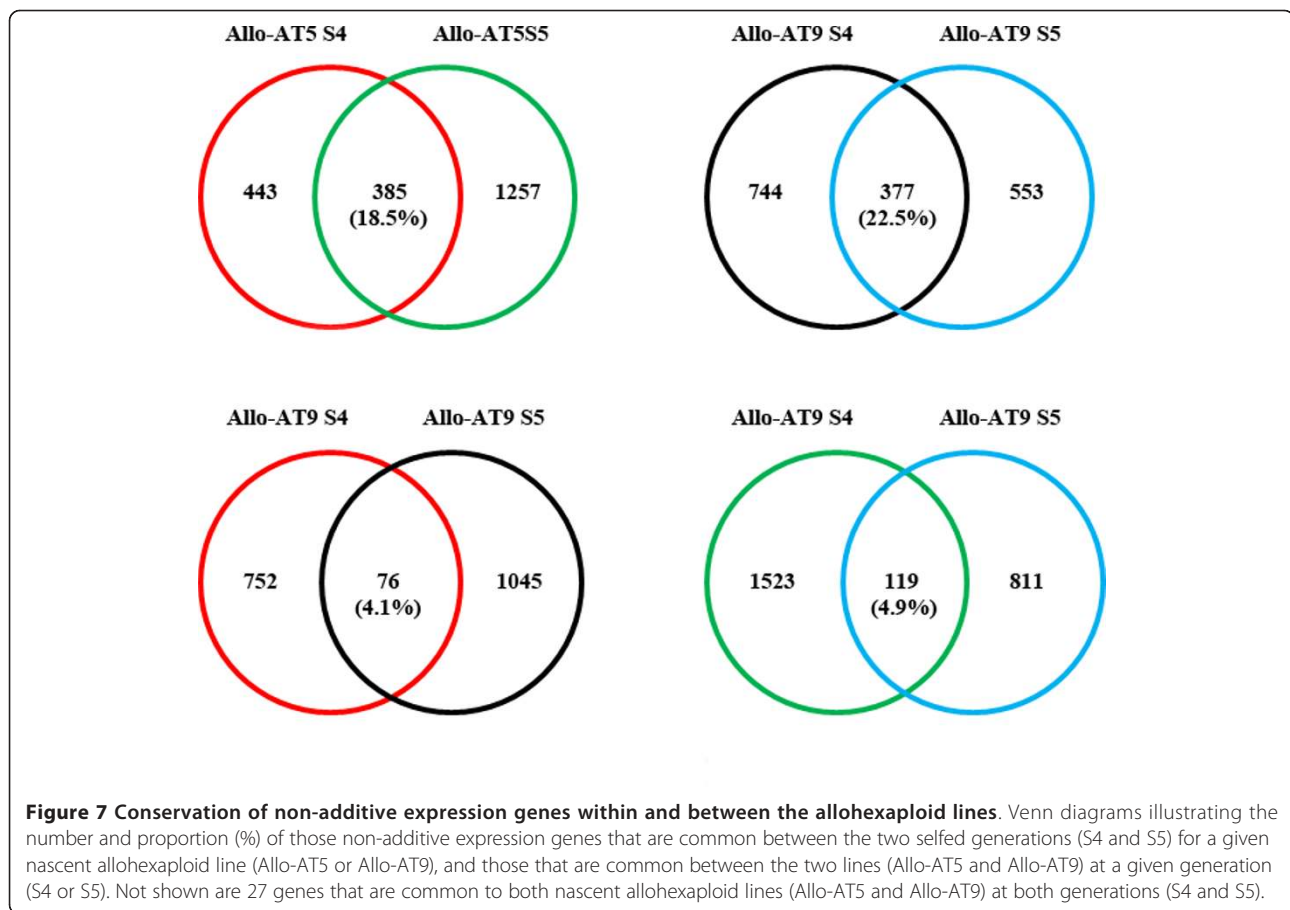 Allo-AT5 S4 Allo-AT5S5 Allo-AT9 S4 Allo-AT9 S5
443 385 1257 744 377 553
(18.5%) (22.5%)
Allo-AT9 S4 Allo-AT9 S5 Allo-AT9 S4 Allo-AT9 S5
752 76 1045 1523 119 811
(4.1%) (4.9%)
Figure 7 Conservation of non-additive expression genes within and between the allohexaploid lines. Venn diagrams illustrating the
number and proportion (%) of those non-additive expression genes that are common between the two selfed generations (S4 and S5) for a given
nascent allohexaploid line (Allo-AT5 or Allo-AT9), and those that are common between the two lines (Allo-AT5 and Allo-AT9) at a given generation
(S4 or S5). Not shown are 27 genes that are common to both nascent allohexaploid lines (Allo-AT5 and Allo-AT9) at both generations (S4 and S5).